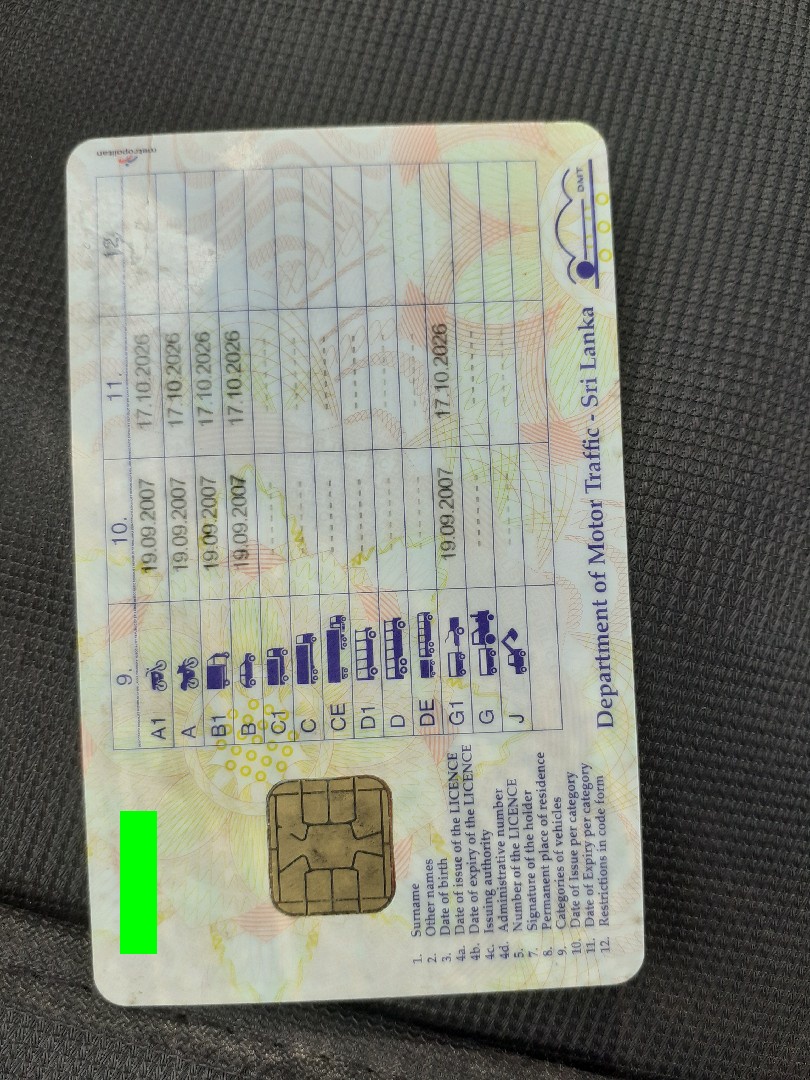 metropolitan
9. 10. 11. 12.
A1 19.09.2007 17.10.2026
A 19.09.2007 17.10.2026
B1 19.09.2007 17.10.2026
B 19.09.2007 17.10.2026
C1 -------- --------
C -------- --------
CE -------- --------
D1 -------- --------
D -------- --------
DE -------- --------
G1 19.09.2007 17.10.2026
G -------- --------
J -------- --------
1. Surname
2. Other names
3. Date of birth
4a. Date of issue of the LICENCE
4b. Date of expiry of the LICENCE
4c. Issuing authority
4d. Administrative number
5. Number of the LICENCE
7. Signature of the holder
8. Permanent place of residence
9. Categories of vehicles
10. Date of Issue per category
11. Date of Expiry per category
12. Restrictions in code form
Department of Motor Traffic - Sri Lanka
DMT